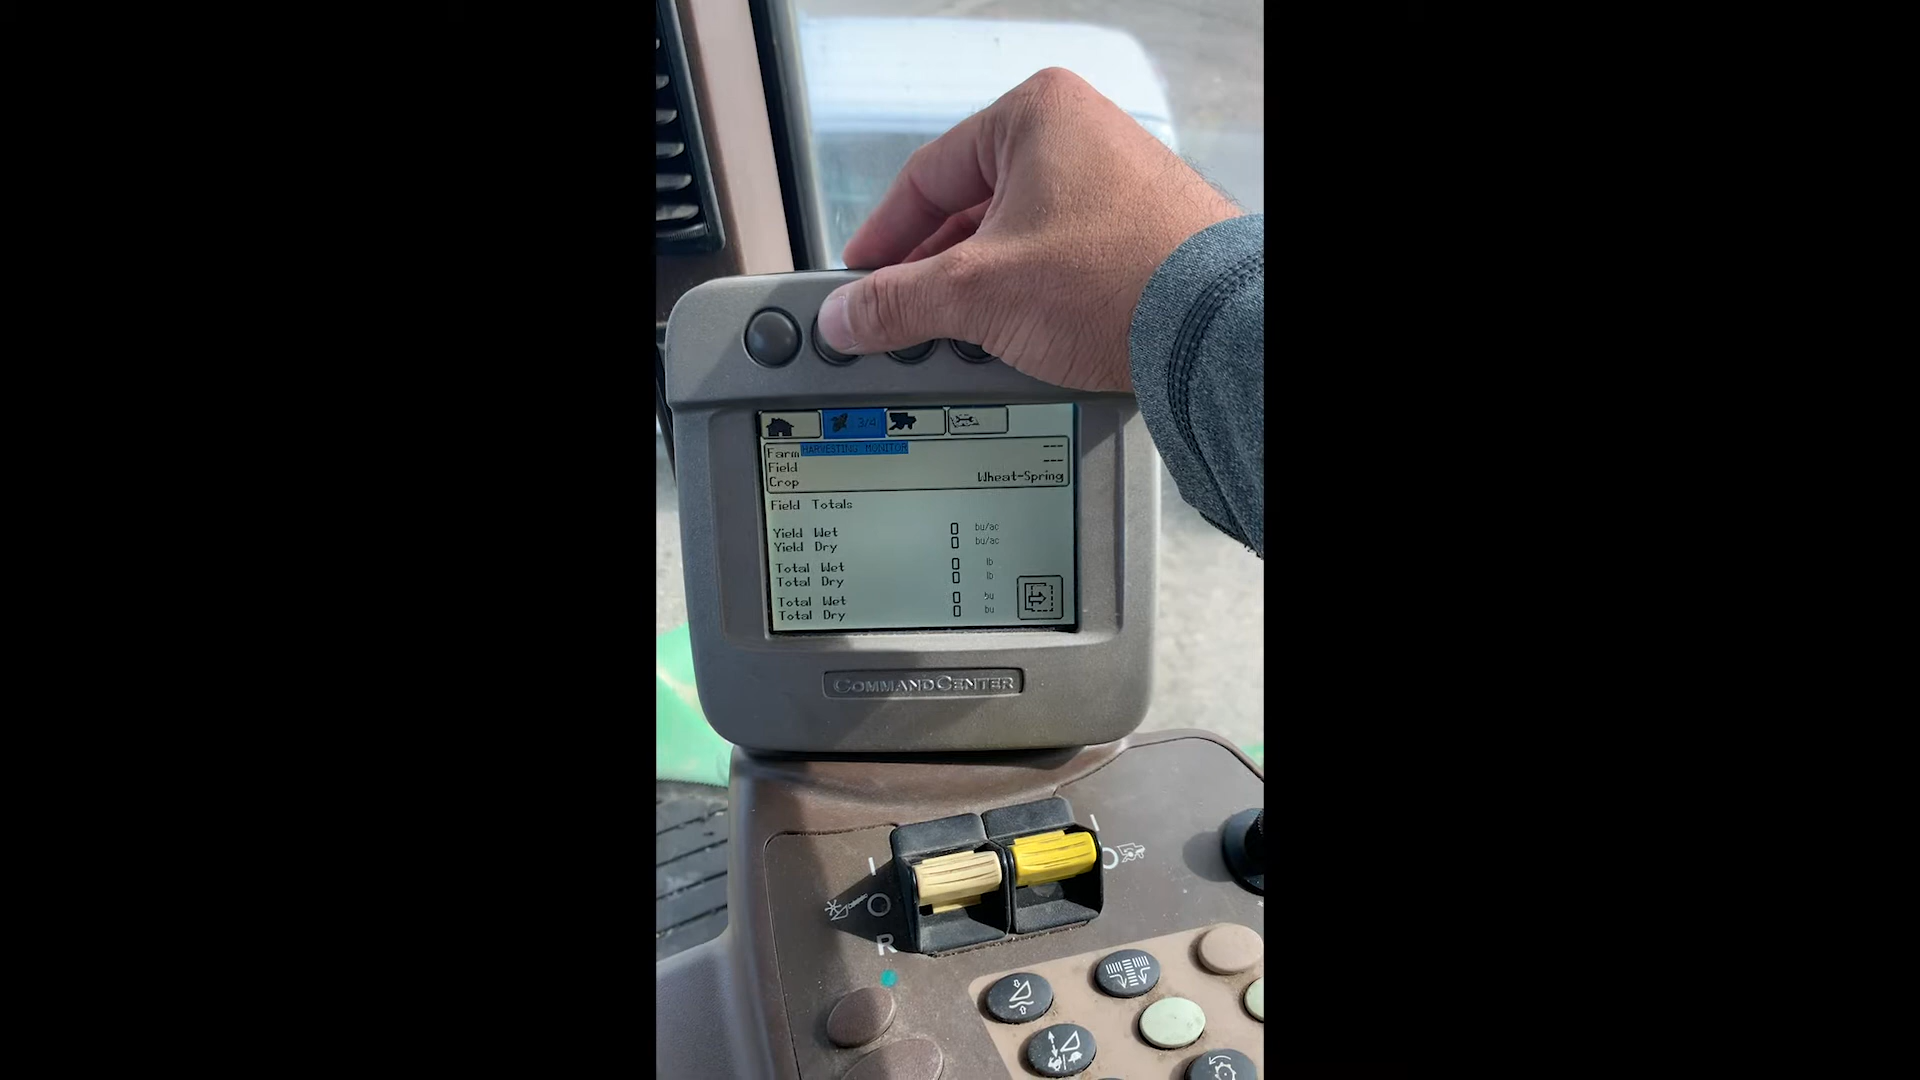 3/4
HARVESTING MONITOR
Farm ---
Field ---
Crop Wheat-Spring
Field Totals
Yield Wet 0 bu/ac
Yield Dry 0 bu/ac
Total Wet 0 lb
Total Dry 0 lb
Total Wet 0 bu
Total Dry 0 bu
COMMANDCENTER
I
O
R
I
O